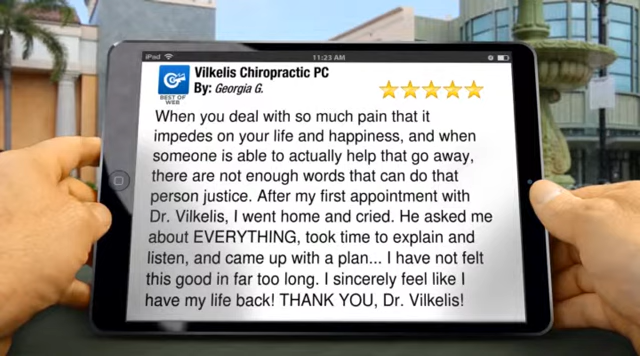 iPad
11:23 AM
Vilkelis Chiropractic PC
By: Georgia G.
BEST OF
WEB
When you deal with so much pain that it
impedes on your life and happiness, and when
someone is able to actually help that go away,
there are not enough words that can do that
person justice. After my first appointment with
Dr. Vilkelis, I went home and cried. He asked me
about EVERYTHING, took time to explain and
listen, and came up with a plan... I have not felt
this good in far too long. I sincerely feel like I
have my life back! THANK YOU, Dr. Vilkelis!